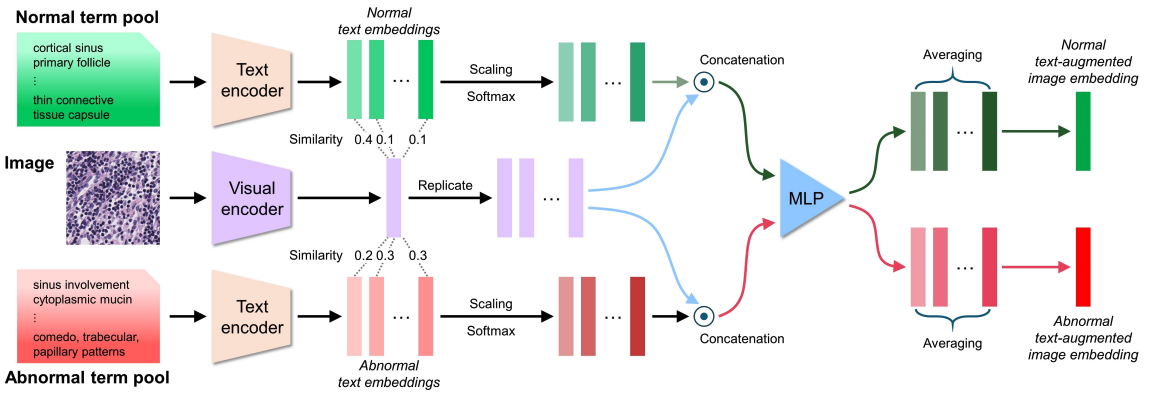 Normal term pool
cortical sinus
primary follicle
⋮
thin connective
tissue capsule
Text
encoder
Normal
text embeddings
...
Scaling
Softmax
...
Concatenation
Averaging
...
Normal
text-augmented
image embedding
Similarity
0.4 0.1 0.1
Image
Visual
encoder
Replicate
...
MLP
Similarity
0.2 0.3 0.3
sinus involvement
cytoplasmic mucin
⋮
comedo, trabecular,
papillary patterns
Abnormal term pool
Text
encoder
...
Abnormal
text embeddings
Scaling
Softmax
...
Concatenation
...
Averaging
Abnormal
text-augmented
image embedding